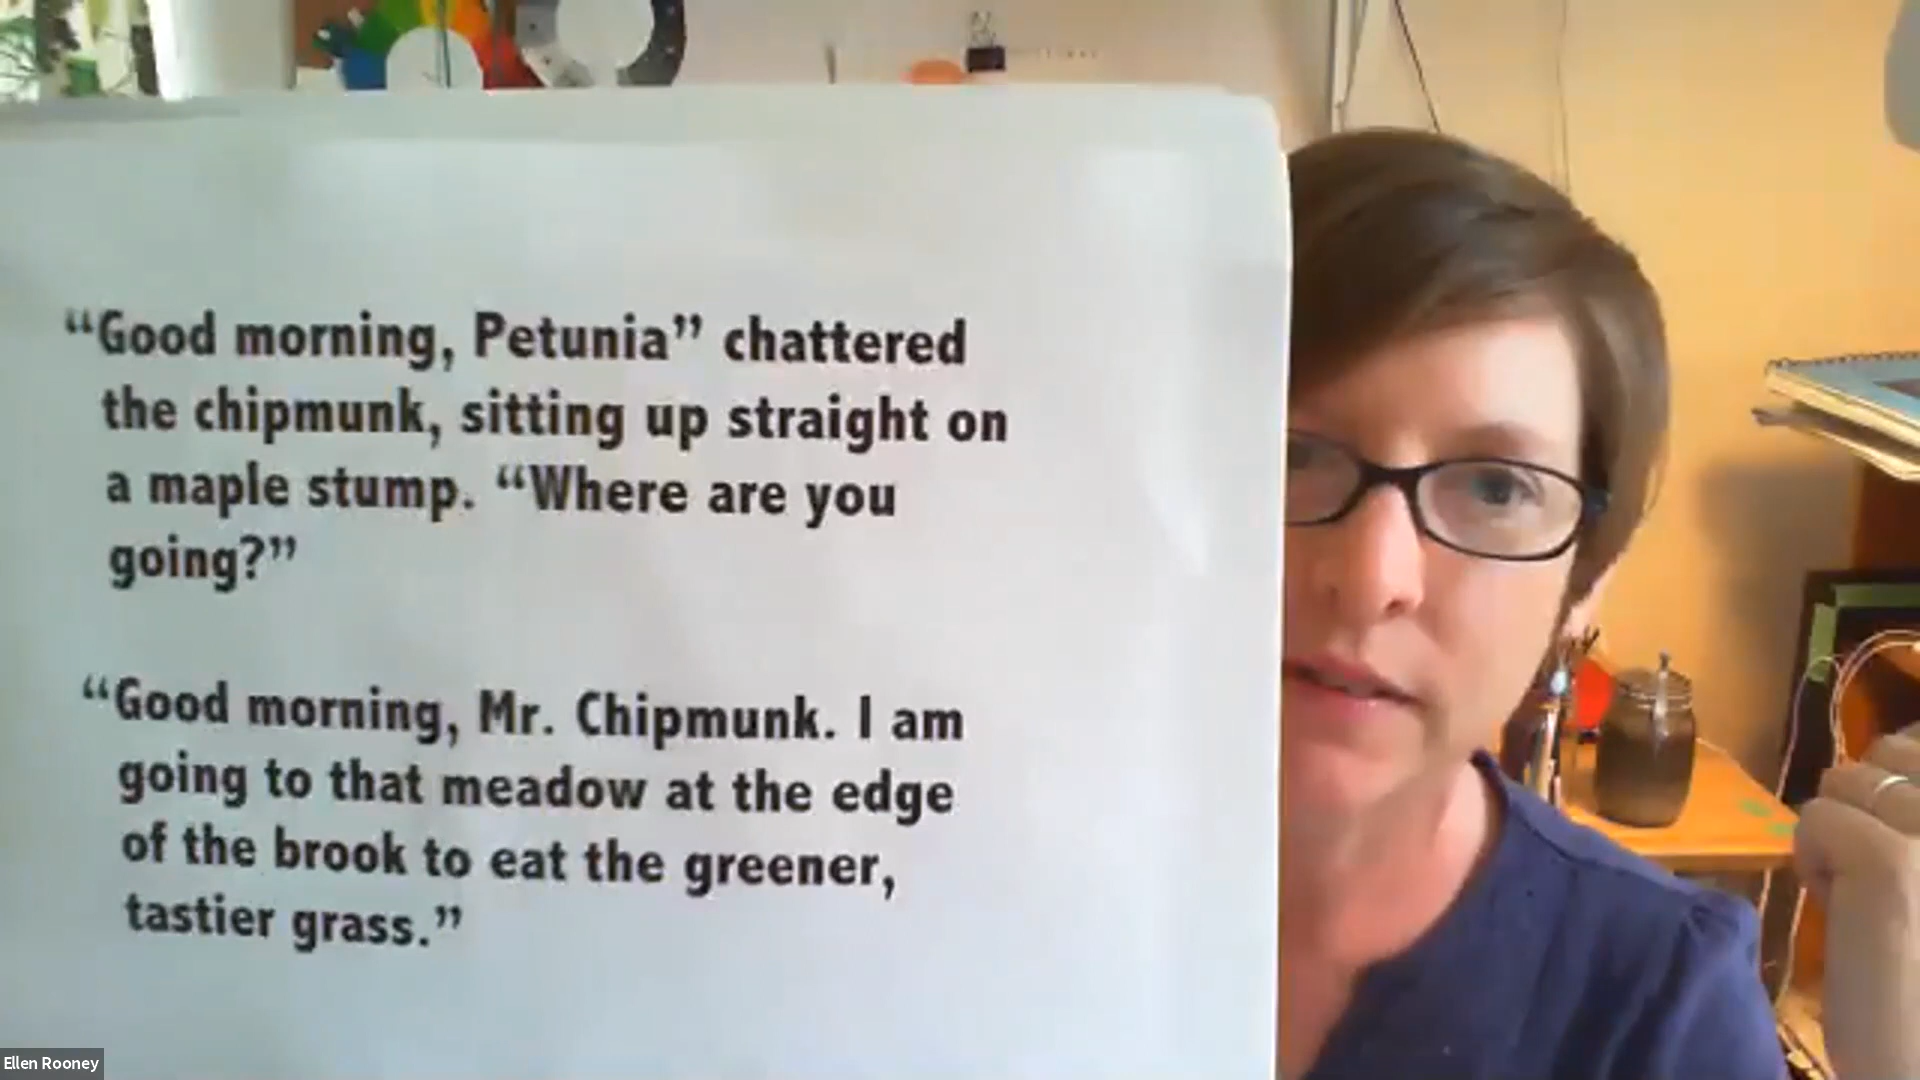 “Good morning, Petunia” chattered
the chipmunk, sitting up straight on
a maple stump. “Where are you
going?”
“Good morning, Mr. Chipmunk. I am
going to that meadow at the edge
of the brook to eat the greener,
tastier grass.”
Ellen Rooney